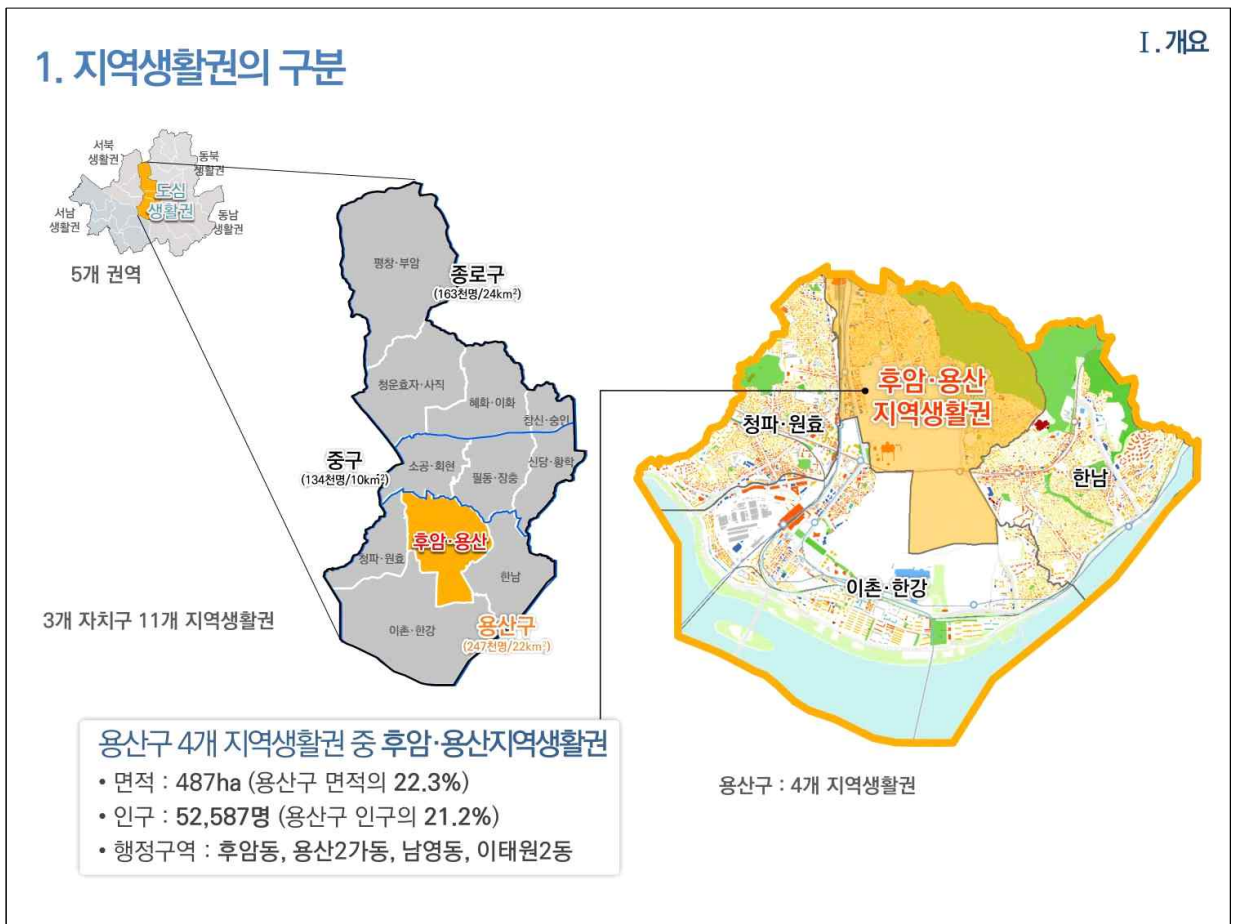 I.개요
1. 지역생활권의 구분
서북
생활권
동북
생활권
도심
생활권
서남
생활권
동남
생활권
5개 권역
평창·부암
종로구
(163천명/24km²)
청운효자·사직
혜화·이화
창신·숭인
중구
(134천명/10km²)
소공·회현
필동·장충
신당·황학
후암·용산
청파·원효
한남
이촌·한강
용산구
(247천명/22km²)
3개 자치구 11개 지역생활권
후암·용산
지역생활권
청파·원효
한남
이촌·한강
용산구 4개 지역생활권 중 후암·용산지역생활권
• 면적 : 487ha (용산구 면적의 22.3%)
• 인구 : 52,587명 (용산구 인구의 21.2%)
• 행정구역 : 후암동, 용산2가동, 남영동, 이태원2동
용산구 : 4개 지역생활권